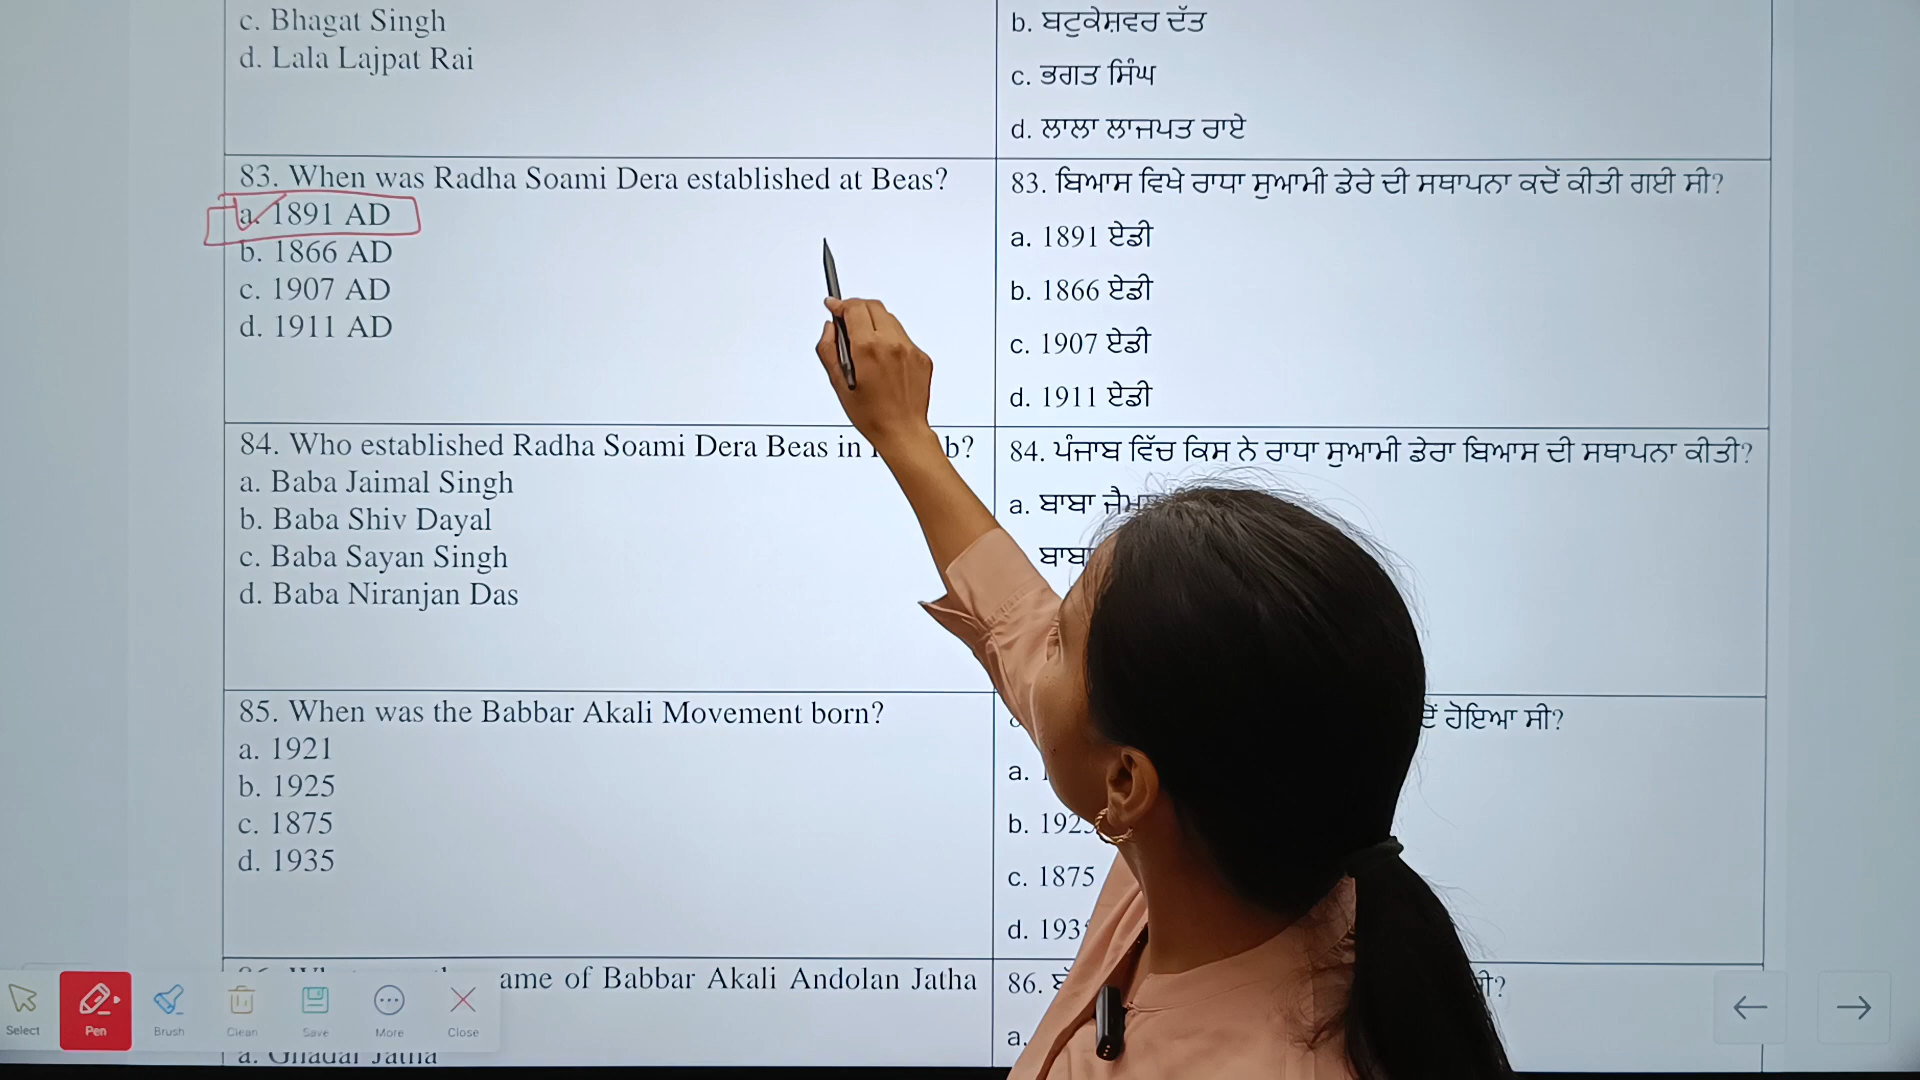 c. Bhagat Singh
d. Lala Lajpat Rai
b. ਬਟੁਕੇਸ਼ਵਰ ਦੱਤ
c. ਭਗਤ ਸਿੰਘ
d. ਲਾਲਾ ਲਾਜਪਤ ਰਾਏ
83. When was Radha Soami Dera established at Beas?
a. 1891 AD
b. 1866 AD
c. 1907 AD
d. 1911 AD
83. ਬਿਆਸ ਵਿਖੇ ਰਾਧਾ ਸੁਆਮੀ ਡੇਰੇ ਦੀ ਸਥਾਪਨਾ ਕਦੋਂ ਕੀਤੀ ਗਈ ਸੀ?
a. 1891 ਏਡੀ
b. 1866 ਏਡੀ
c. 1907 ਏਡੀ
d. 1911 ਏਡੀ
84. Who established Radha Soami Dera Beas in
a. Baba Jaimal Singh
b. Baba Shiv Dayal
c. Baba Sayan Singh
d. Baba Niranjan Das
84. ਪੰਜਾਬ ਵਿੱਚ ਕਿਸ ਨੇ ਰਾਧਾ ਸੁਆਮੀ ਡੇਰਾ ਬਿਆਸ ਦੀ ਸਥਾਪਨਾ ਕੀਤੀ?
a. ਬਾਬਾ
ਬਾਬਾ
85. When was the Babbar Akali Movement born?
a. 1921
b. 1925
c. 1875
d. 1935
ਹੋਇਆ ਸੀ?
a.
b.
c. 1875
d.
of Babbar Akali Andolan Jatha
a. Ghadar Jatha
86.
a.
Select
Pen
Brush
Clean
Save
More
Close